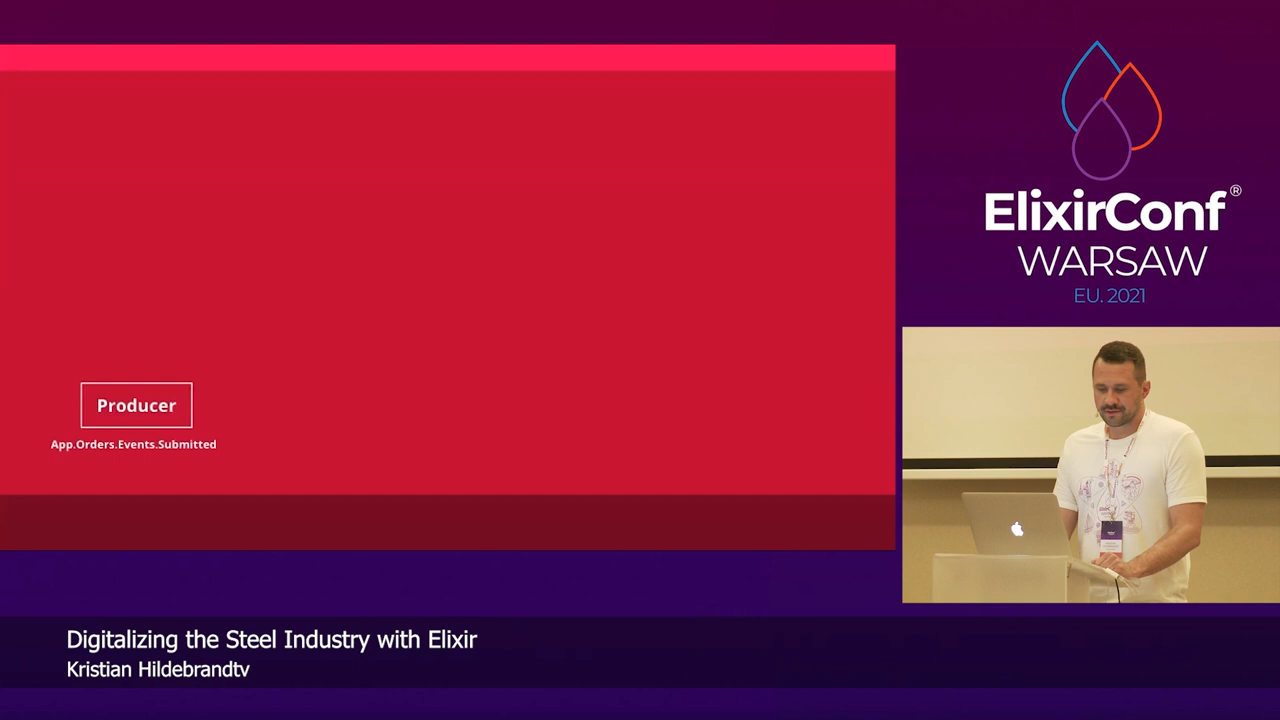 Producer
App.Orders.Events.Submitted
ElixirConf®
WARSAW
EU. 2021
Digitalizing the Steel Industry with Elixir
Kristian Hildebrandtv